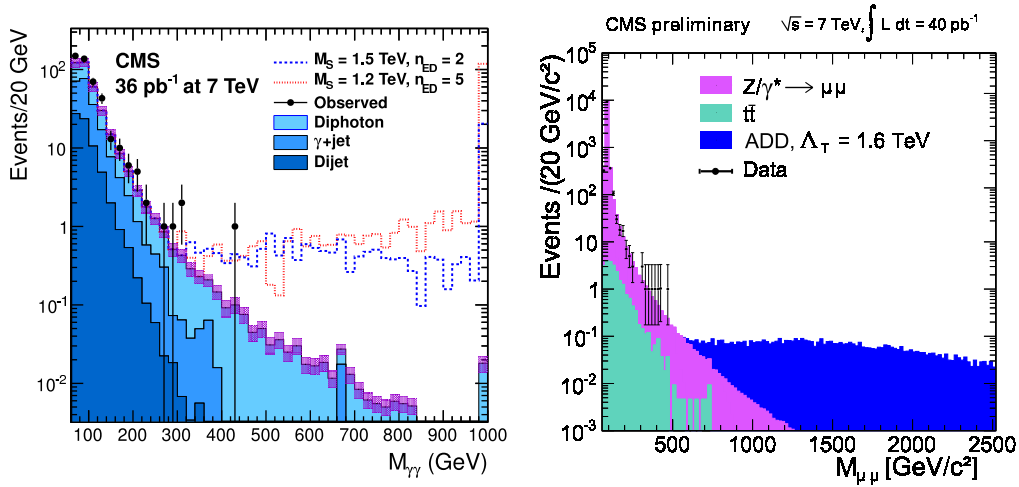 CMS
36 pb⁻¹ at 7 TeV
M_S = 1.5 TeV, n_ED = 2
M_S = 1.2 TeV, n_ED = 5
Observed
Diphoton
γ+jet
Dijet
Events/20 GeV
10²
10
1
10⁻¹
10⁻²
100 200 300 400 500 600 700 800 900 1000
M_γγ (GeV)
CMS preliminary √s = 7 TeV, ∫ L dt = 40 pb⁻¹
Z/γ* → μμ
tt̄
ADD, Λ_T = 1.6 TeV
Data
Events /(20 GeV/c²)
10⁵
10⁴
10³
10²
10
1
10⁻¹
10⁻²
10⁻³
500 1000 1500 2000 2500
M_μμ [GeV/c²]